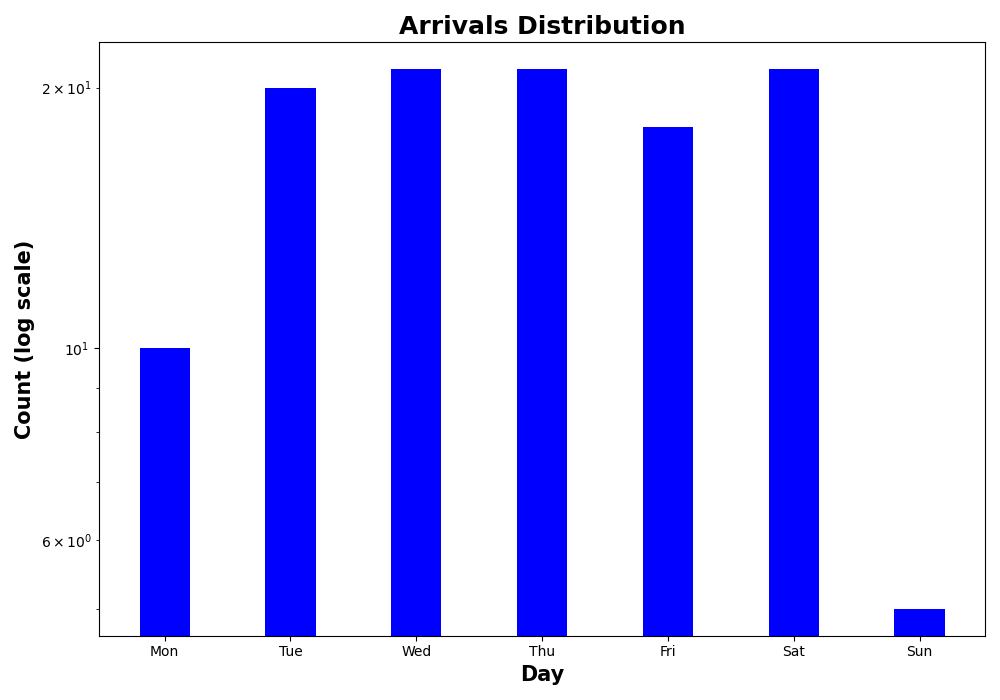 Arrivals Distribution
Count (log scale)
2 × 10¹
10¹
6 × 10⁰
Mon Tue Wed Thu Fri Sat Sun
Day